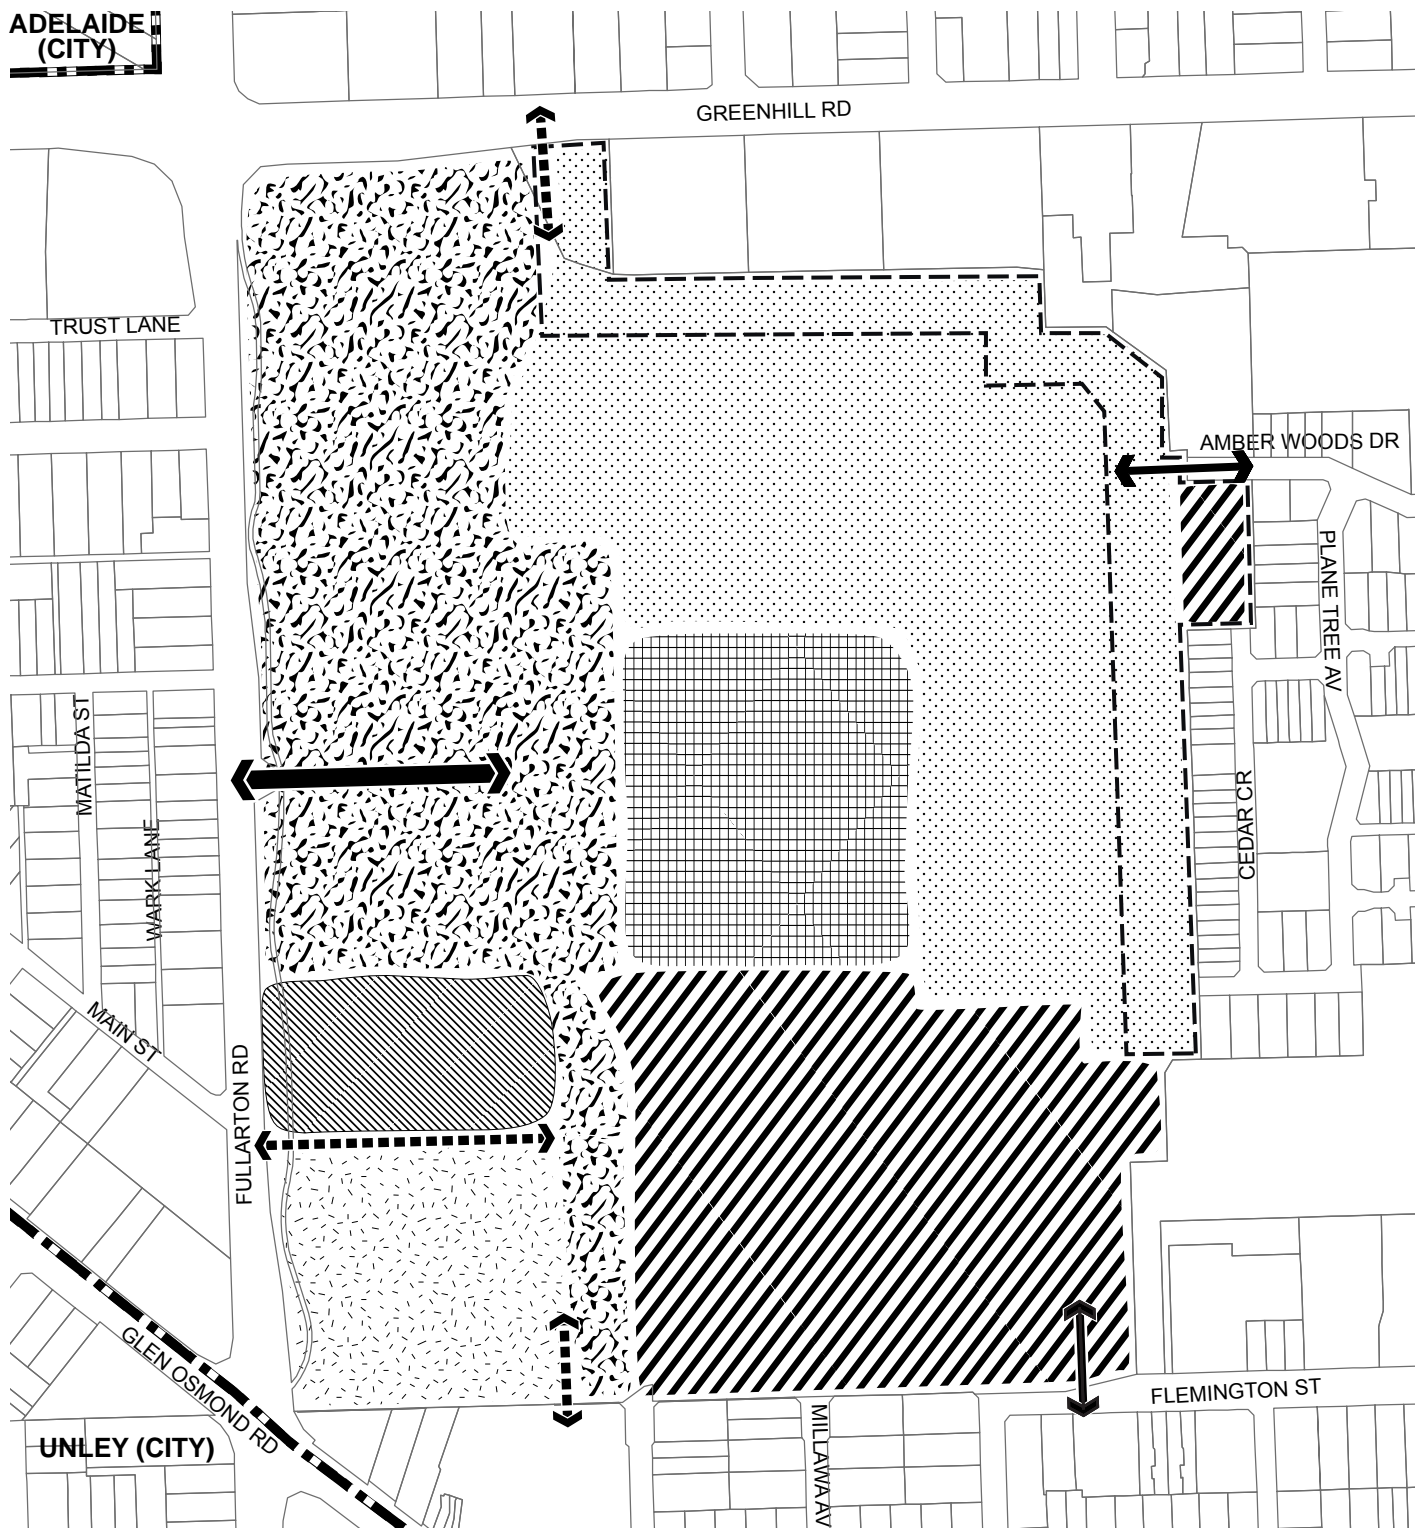 ADELAIDE
(CITY)
GREENHILL RD
TRUST LANE
AMBER WOODS DR
PLANE TREE AV
MATILDA ST
WARK LANE
CEDAR CR
MAIN ST
FULLARTON RD
GLEN OSMOND RD
FLEMINGTON ST
MILLAWA AV
UNLEY (CITY)